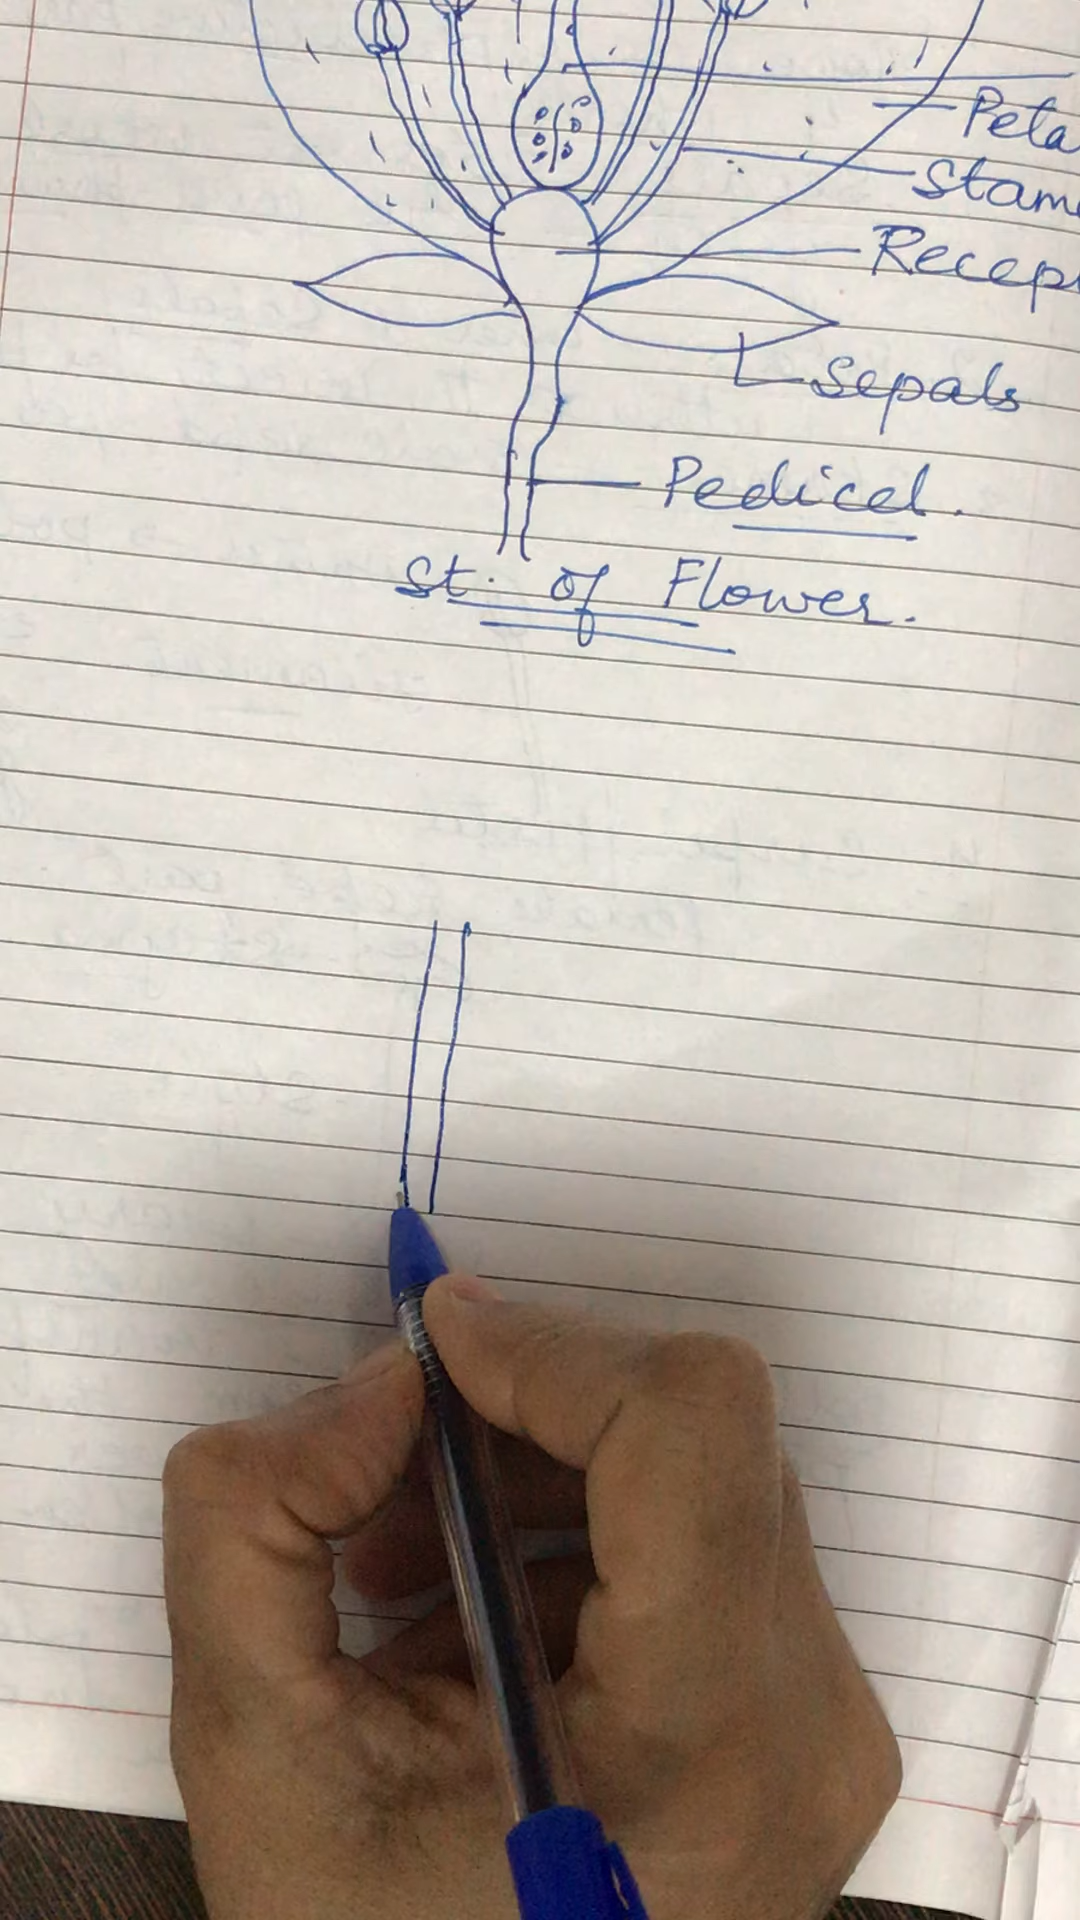 Peta
Stam
Recep
Sepals
Pedicel.
St. of Flower.